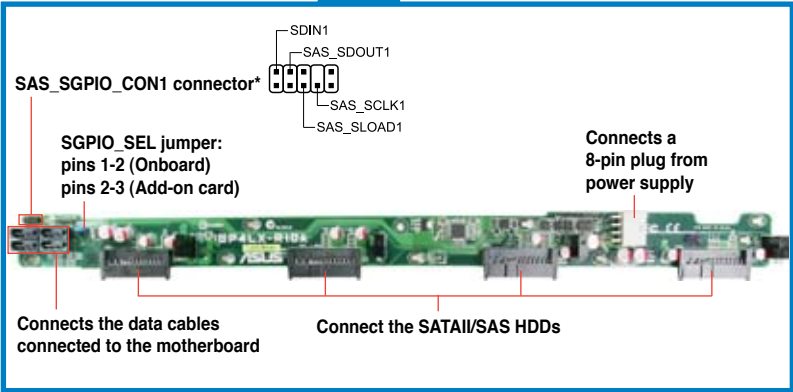 SDIN1
SAS_SDOUT1
SAS_SGPIO_CON1 connector*
SAS_SCLK1
SAS_SLOAD1
SGPIO_SEL jumper:
pins 1-2 (Onboard)
pins 2-3 (Add-on card)
Connects a
8-pin plug from
power supply
ASUS
Connects the data cables
connected to the motherboard
Connect the SATAII/SAS HDDs